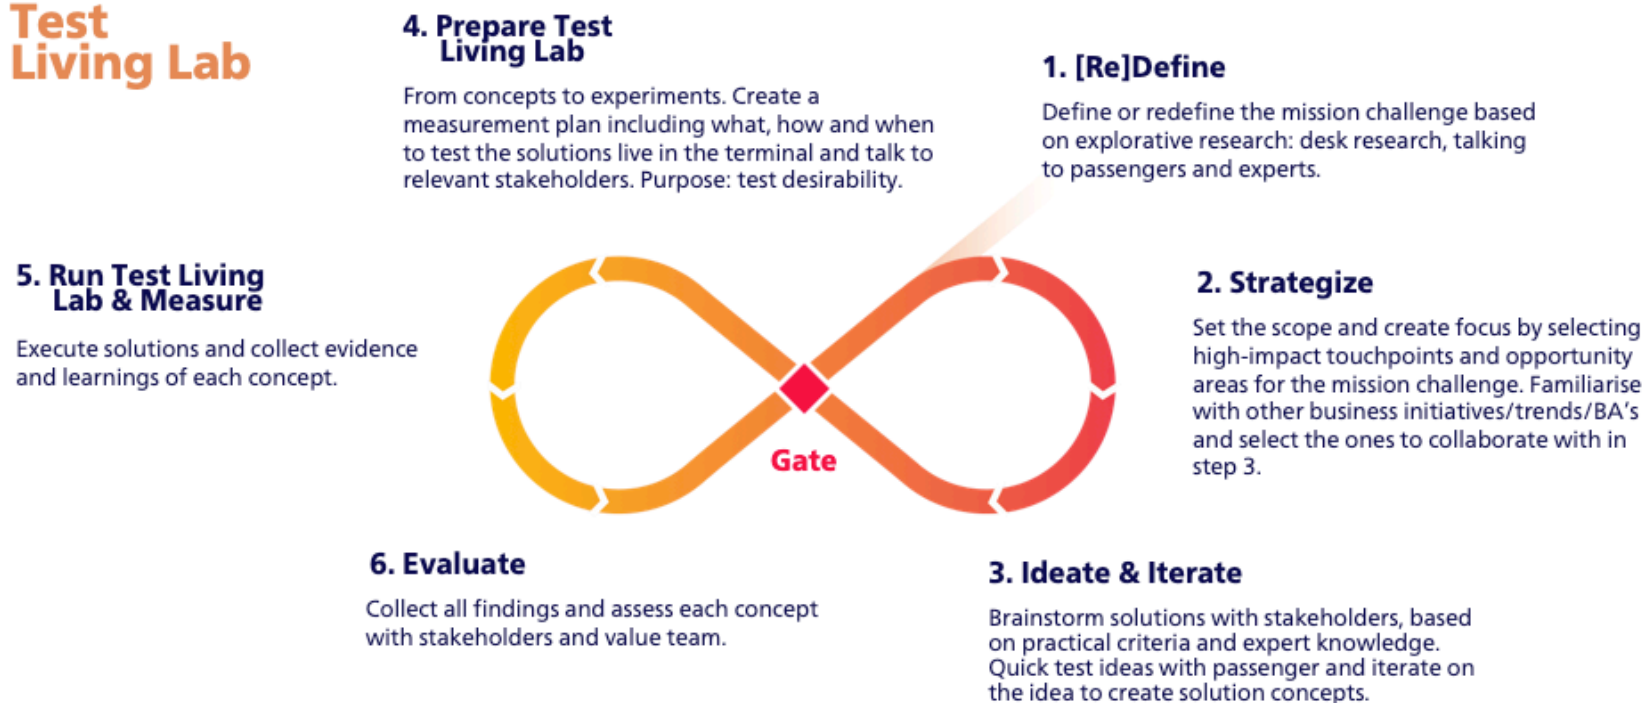 Test
Living Lab
1. [Re]Define
Define or redefine the mission challenge based
on explorative research: desk research, talking
to passengers and experts.
2. Strategize
Set the scope and create focus by selecting
high-impact touchpoints and opportunity
areas for the mission challenge. Familiarise
with other business initiatives/trends/BA's
and select the ones to collaborate with in
step 3.
3. Ideate & Iterate
Brainstorm solutions with stakeholders, based
on practical criteria and expert knowledge.
Quick test ideas with passenger and iterate on
the idea to create solution concepts.
Gate
4. Prepare Test
Living Lab
From concepts to experiments. Create a
measurement plan including what, how and when
to test the solutions live in the terminal and talk to
relevant stakeholders. Purpose: test desirability.
5. Run Test Living
Lab & Measure
Execute solutions and collect evidence
and learnings of each concept.
6. Evaluate
Collect all findings and assess each concept
with stakeholders and value team.